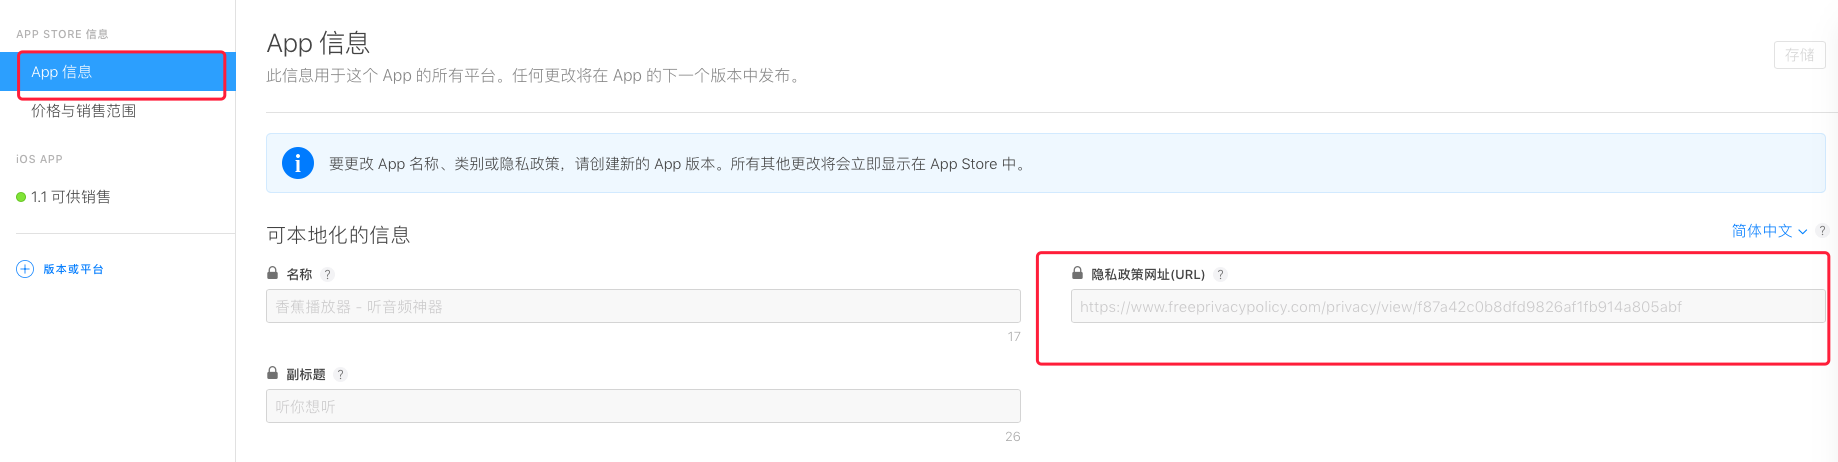 APP STORE 信息
App 信息
价格与销售范围
iOS APP
1.1 可供销售
版本或平台
App 信息
此信息用于这个 App 的所有平台。任何更改将在 App 的下一个版本中发布。
存储
要更改 App 名称、类别或隐私政策，请创建新的 App 版本。所有其他更改将会立即显示在 App Store 中。
可本地化的信息
简体中文 ?
名称 ?
香蕉播放器 - 听音频神器
17
隐私政策网址(URL) ?
https://www.freeprivacypolicy.com/privacy/view/f87a42c0b8dfd9826af1fb914a805abf
副标题 ?
听你想听
26